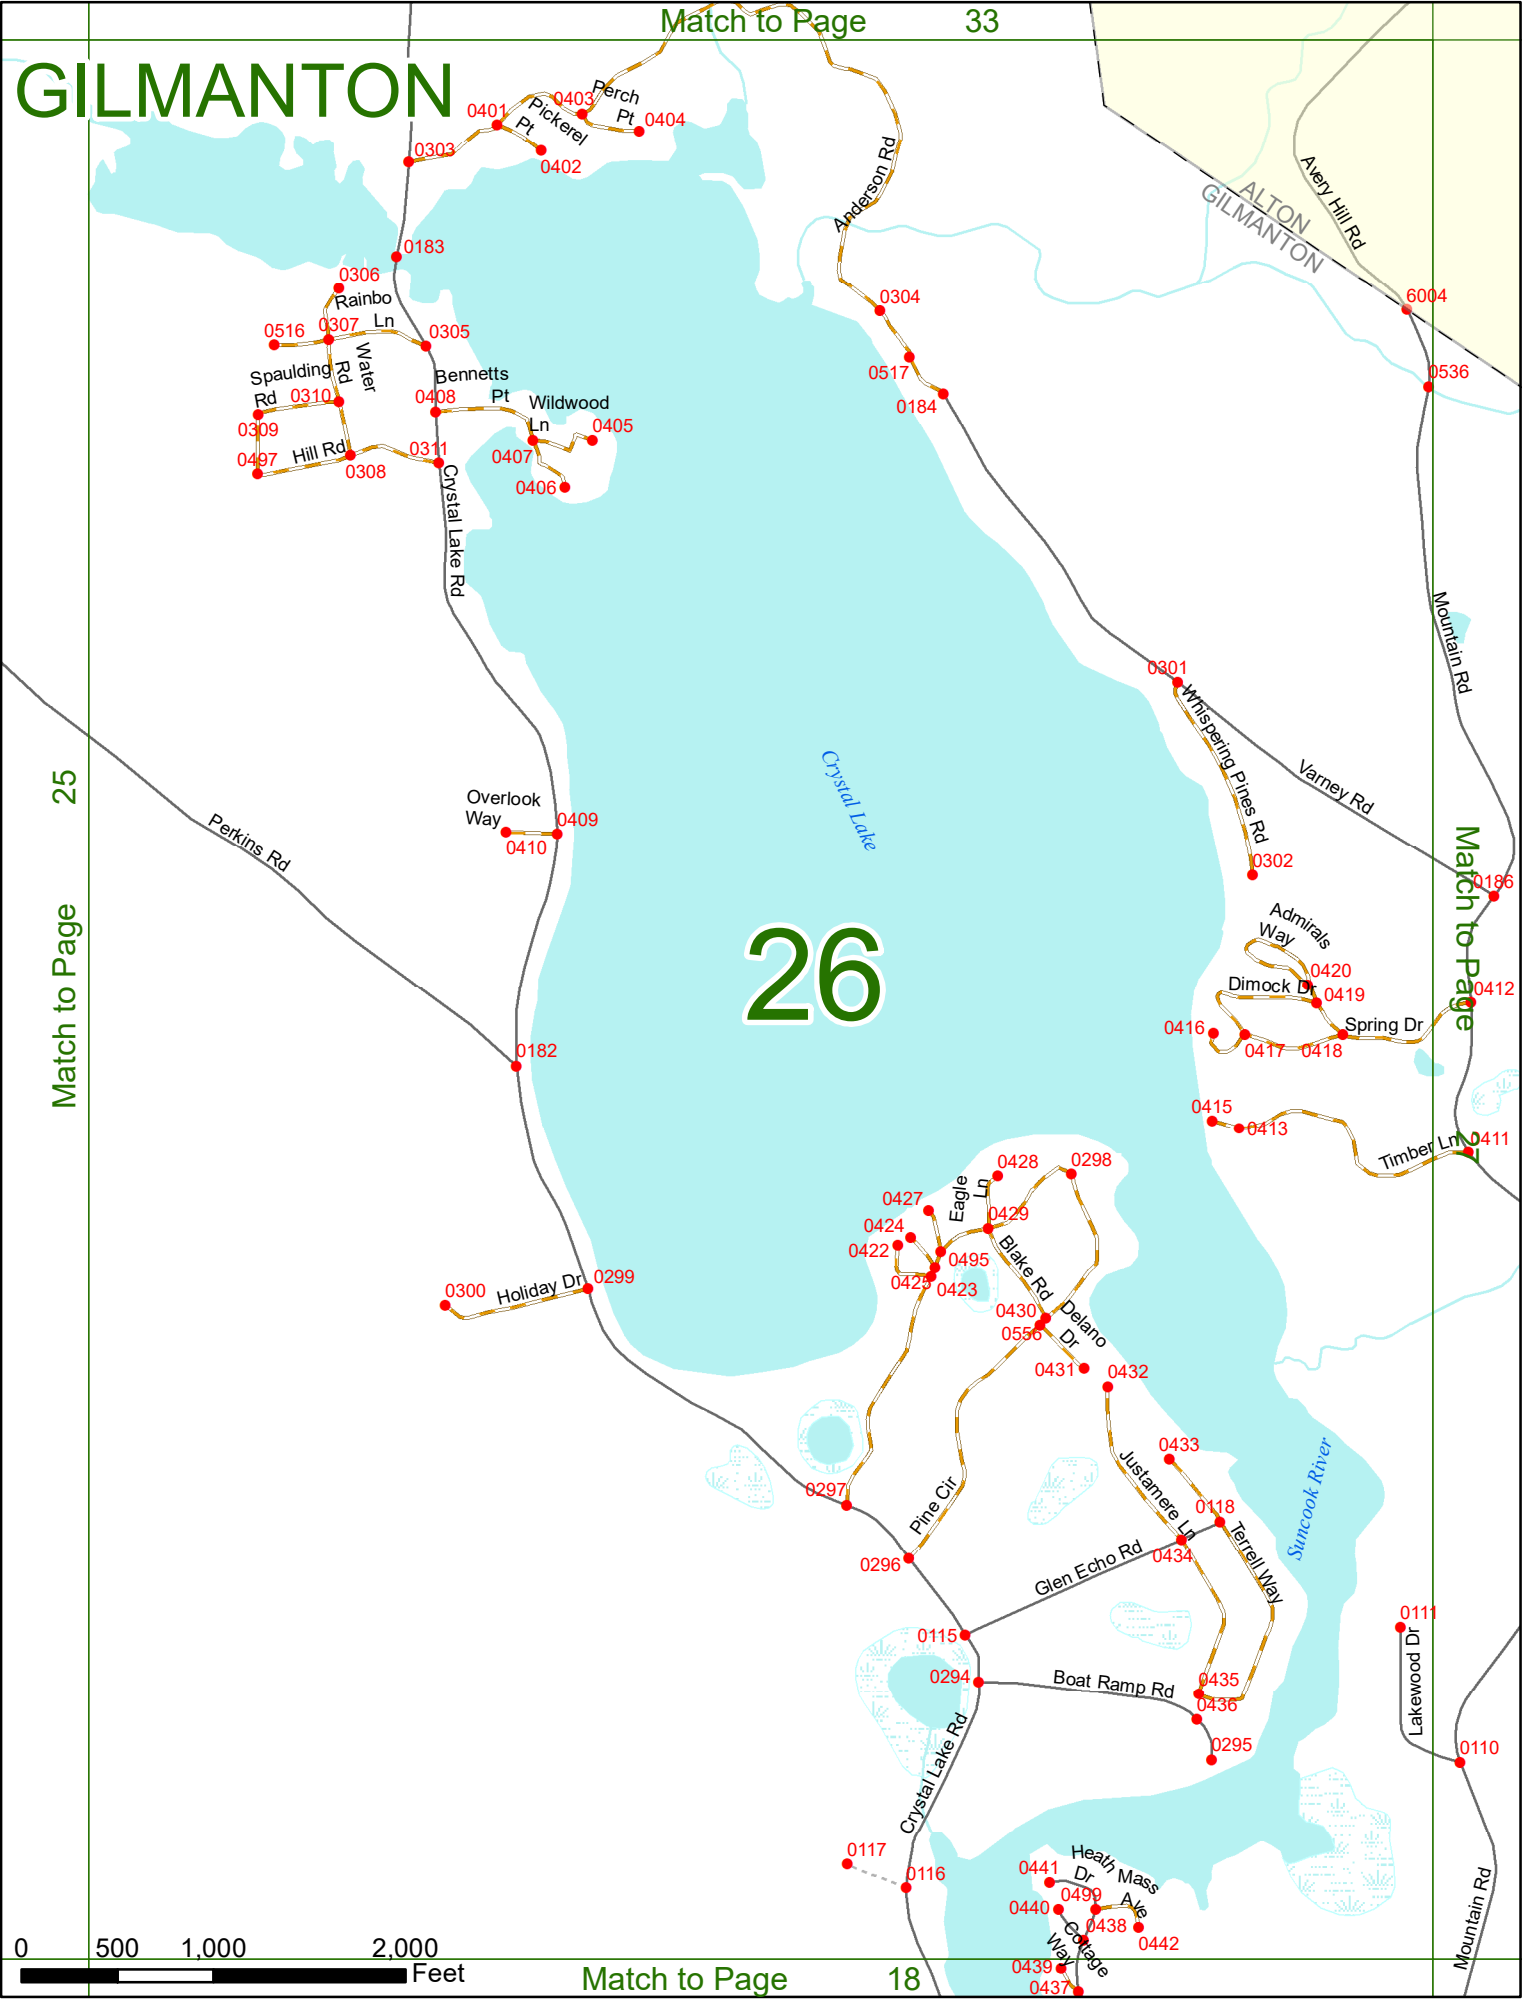 Match to Page 33
GILMANTON
0403
Perch
Pt
0404
0401
Pickerel
Pt
0402
0303
Anderson Rd
Avery Hill Rd
ALTON
GILMANTON
0183
0306
Rainbo
Ln
0307
0516
0305
0304
6004
Water
Rd
Spaulding
Rd
0310
0309
0497
Hill Rd
0308
0311
0408
Bennetts
Pt
Wildwood
Ln
0405
0407
0406
0517
0184
0536
Crystal Lake Rd
Mountain Rd
0301
Whispering Pines Rd
Varney Rd
0302
25
Match to Page
Perkins Rd
Overlook
Way
0409
0410
Crystal Lake
26
0186
Match to Page
27
Admirals
Way
0420
Dimock Dr
0419
0412
Spring Dr
0416
0417
0418
0182
0415
0413
Timber Ln
0411
0428
0298
Eagle
Ln
0427
0429
0424
0422
0495
0425
0423
Blake Rd
0430
0556
Delano
Dr
0431
0432
0300
Holiday Dr
0299
0433
Justamere Ln
0118
0434
Terrell Way
Suncook River
0297
Pine Cir
0296
Glen Echo Rd
0115
0294
Boat Ramp Rd
0435
0436
0295
0111
Lakewood Dr
0110
Crystal Lake Rd
0117
0116
Heath Mass
Dr
Ave
0441
0499
0440
0438
0442
Cottage
Way
0439
0437
Mountain Rd
0 500 1,000 2,000
Feet
Match to Page 18